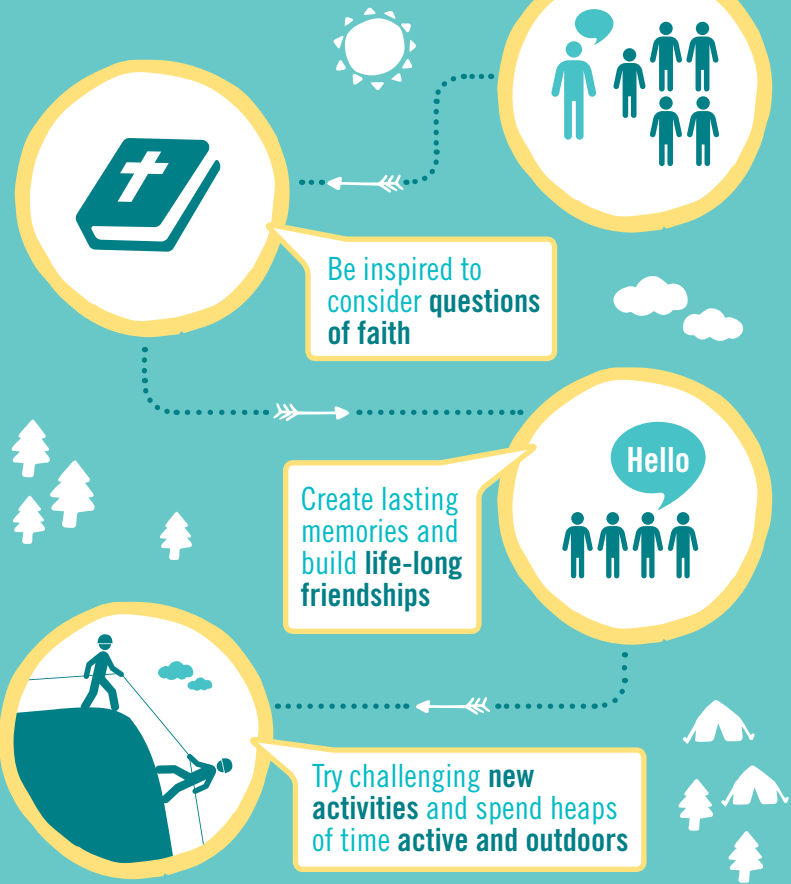 Be inspired to
consider questions
of faith
Hello
Create lasting
memories and
build life-long
friendships
Try challenging new
activities and spend heaps
of time active and outdoors